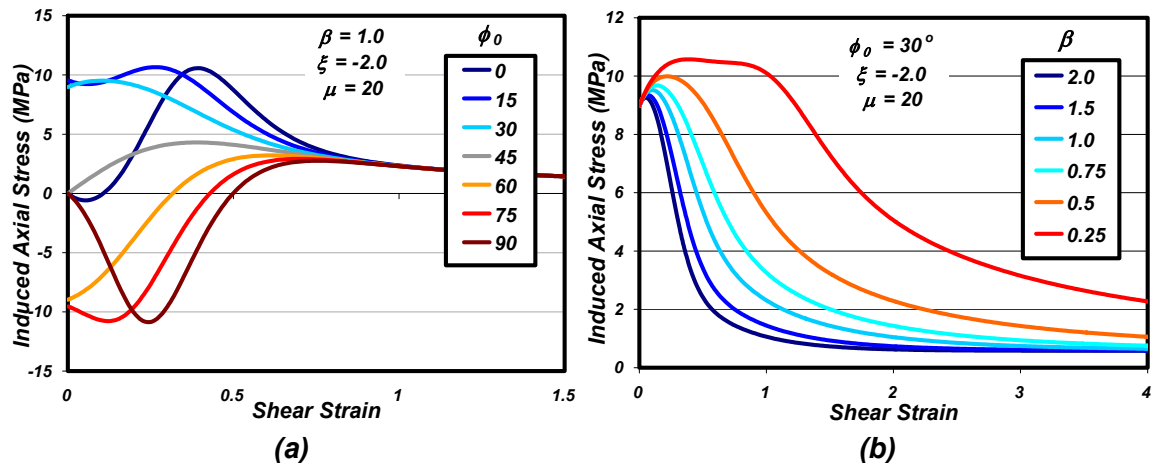 15
10
5
0
-5
-10
-15
Induced Axial Stress (MPa)
β = 1.0
ξ = -2.0
μ = 20
ϕ0
0
15
30
45
60
75
90
0
0.5
1
1.5
Shear Strain
(a)
12
10
8
6
4
2
0
Induced Axial Stress (MPa)
ϕ0 = 30°
ξ = -2.0
μ = 20
β
2.0
1.5
1.0
0.75
0.5
0.25
0
1
2
3
4
Shear Strain
(b)